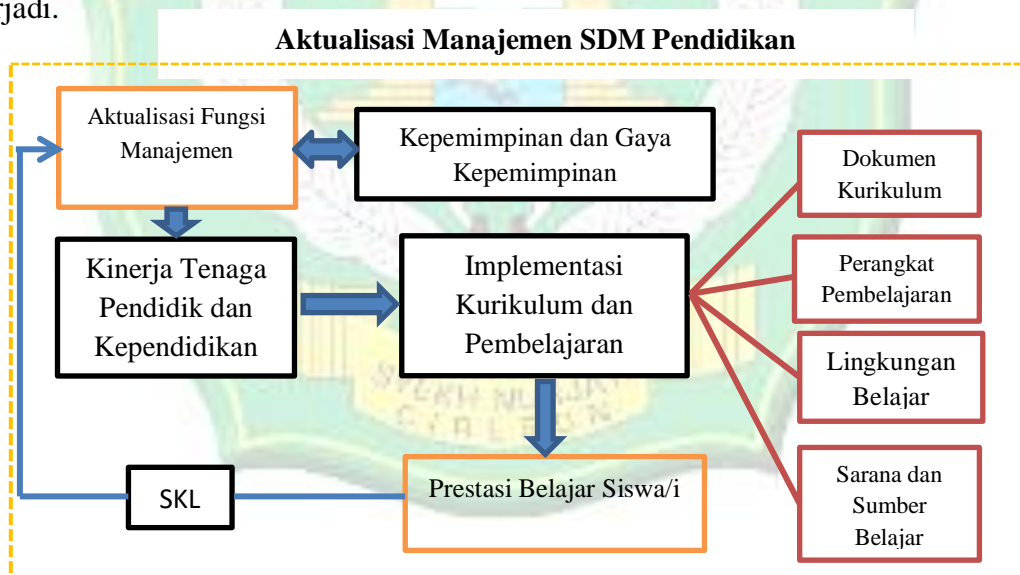 rjadi.
Aktualisasi Manajemen SDM Pendidikan
Aktualisasi Fungsi
Manajemen
Kepemimpinan dan Gaya
Kepemimpinan
Dokumen
Kurikulum
Kinerja Tenaga
Pendidik dan
Kependidikan
Implementasi
Kurikulum dan
Pembelajaran
Perangkat
Pembelajaran
Lingkungan
Belajar
Sarana dan
Sumber
Belajar
Prestasi Belajar Siswa/i
SKL